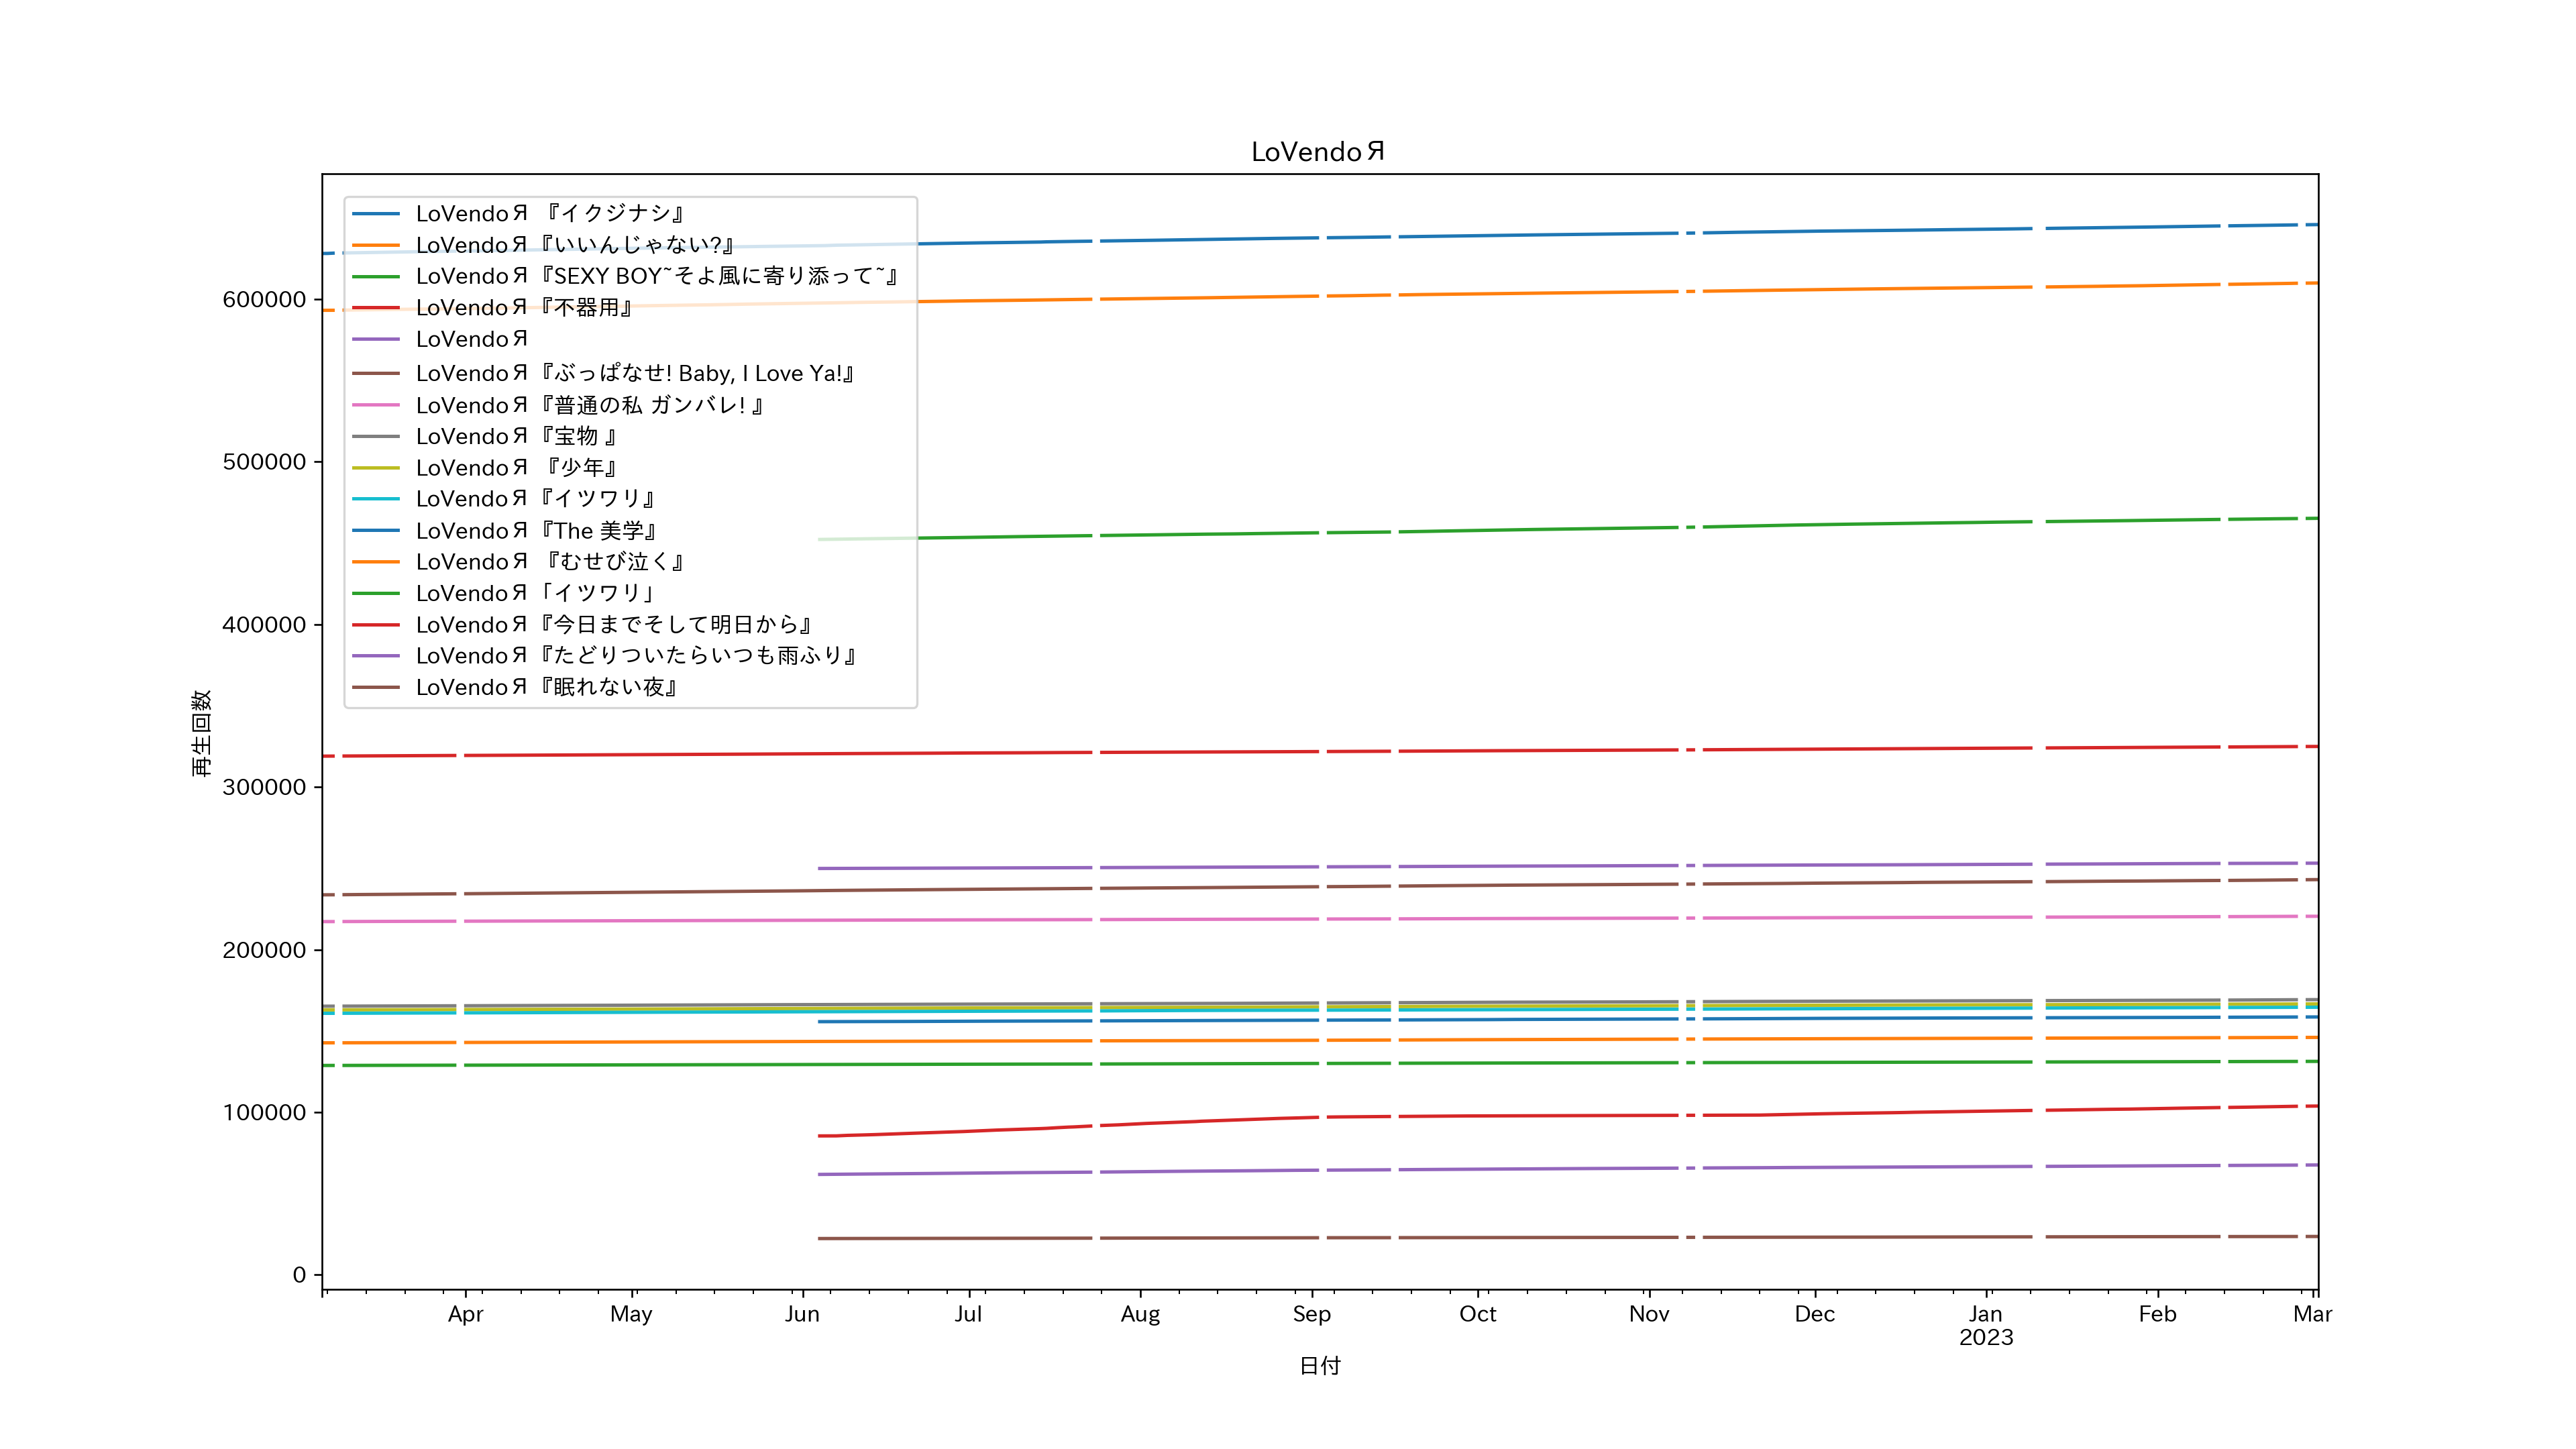 LoVendoЯ
LoVendoЯ 『イクジナシ』
LoVendoЯ『いいんじゃない?』
LoVendoЯ『SEXY BOY~そよ風に寄り添って~』
LoVendoЯ『不器用』
LoVendoЯ
LoVendoЯ『ぶっぱなせ! Baby, I Love Ya!』
LoVendoЯ『普通の私 ガンバレ! 』
LoVendoЯ『宝物 』
LoVendoЯ 『少年』
LoVendoЯ『イツワリ』
LoVendoЯ『The 美学』
LoVendoЯ 『むせび泣く』
LoVendoЯ「イツワリ」
LoVendoЯ『今日までそして明日から』
LoVendoЯ『たどりついたらいつも雨ふり』
LoVendoЯ『眠れない夜』
再生回数
600000
500000
400000
300000
200000
100000
0
Apr May Jun Jul Aug Sep Oct Nov Dec Jan Feb Mar
2023
日付